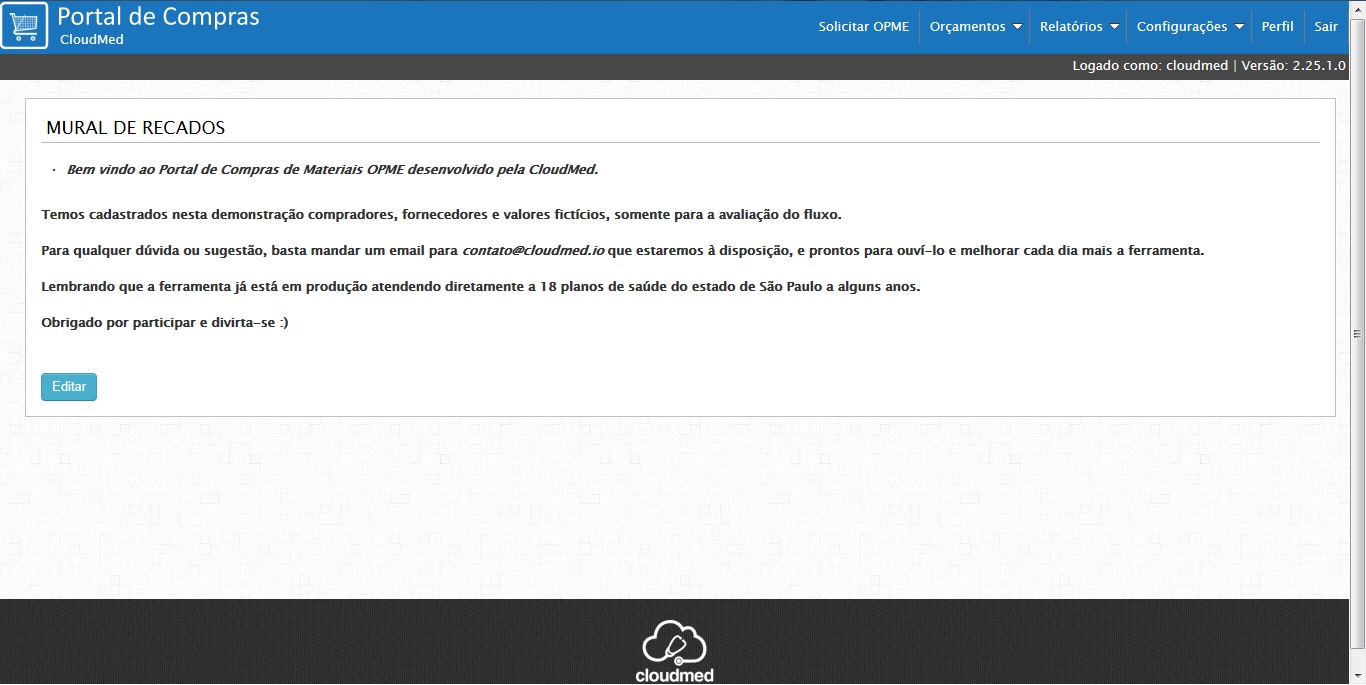 Portal de Compras
CloudMed
Solicitar OPME Orçamentos Relatórios Configurações Perfil Sair
Logado como: cloudmed | Versão: 2.25.1.0
MURAL DE RECADOS
· Bem vindo ao Portal de Compras de Materiais OPME desenvolvido pela CloudMed.
Temos cadastrados nesta demonstração compradores, fornecedores e valores fictícios, somente para a avaliação do fluxo.
Para qualquer dúvida ou sugestão, basta mandar um email para contato@cloudmed.io que estaremos à disposição, e prontos para ouví-lo e melhorar cada dia mais a ferramenta.
Lembrando que a ferramenta já está em produção atendendo diretamente a 18 planos de saúde do estado de São Paulo a alguns anos.
Obrigado por participar e divirta-se :)
Editar
cloudmed